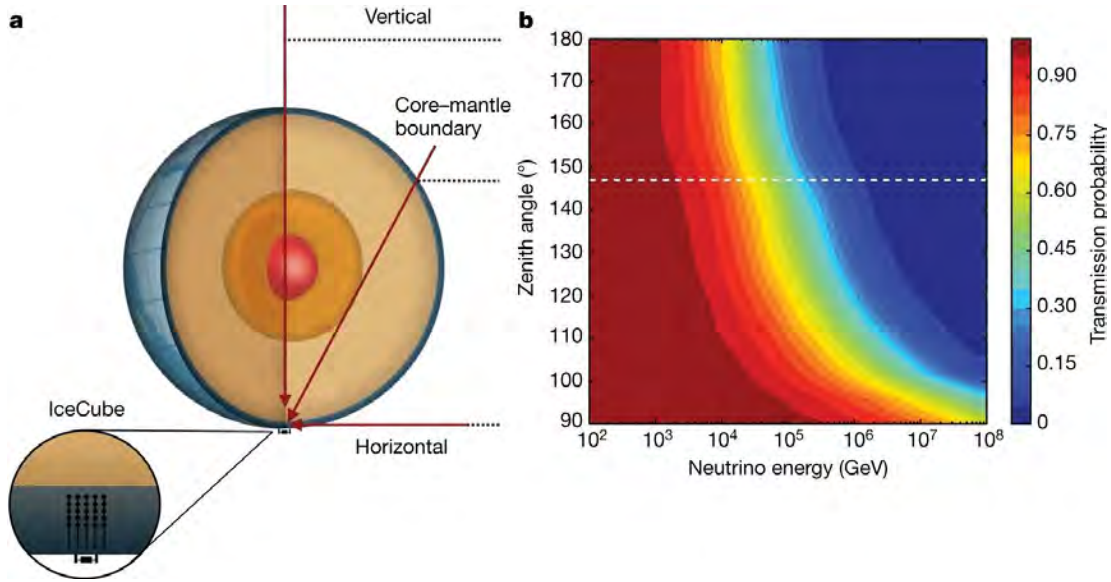 a
Vertical
Core–mantle
boundary
IceCube
Horizontal
b
180
170
160
150
140
130
120
110
100
90
Zenith angle (°)
10² 10³ 10⁴ 10⁵ 10⁶ 10⁷ 10⁸
Neutrino energy (GeV)
0.90
0.75
0.60
0.45
0.30
0.15
0
Transmission probability